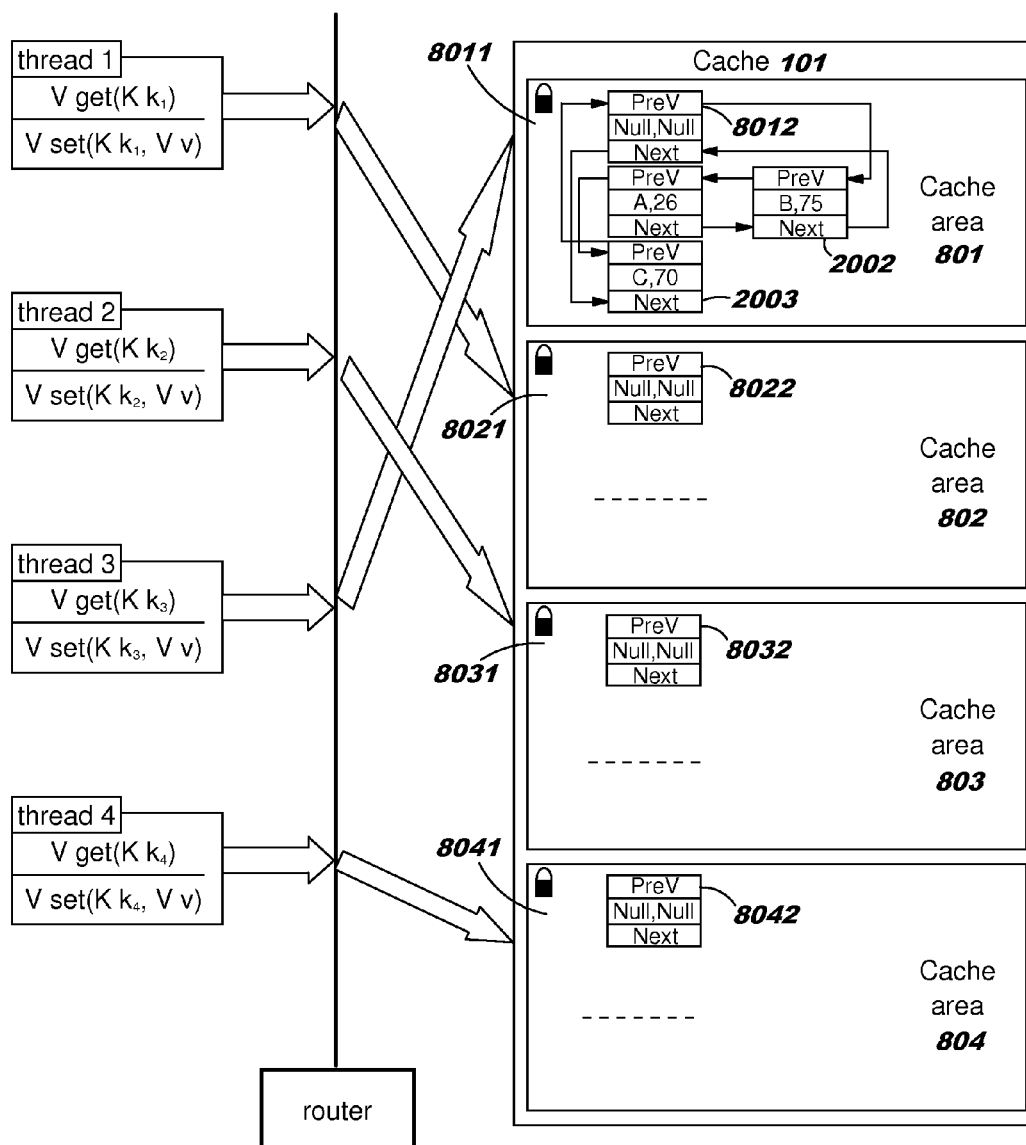 thread 1
V get(K k₁)
V set(K k₁, V v)
thread 2
V get(K k₂)
V set(K k₂, V v)
thread 3
V get(K k₃)
V set(K k₃, V v)
thread 4
V get(K k₄)
V set(K k₄, V v)
router
Cache 101
8011
PreV
Null,Null
Next
8012
PreV
A,26
Next
PreV
B,75
Next
2002
PreV
C,70
Next
2003
Cache
area
801
8021
PreV
Null,Null
Next
8022
Cache
area
802
8031
PreV
Null,Null
Next
8032
Cache
area
803
8041
PreV
Null,Null
Next
8042
Cache
area
804